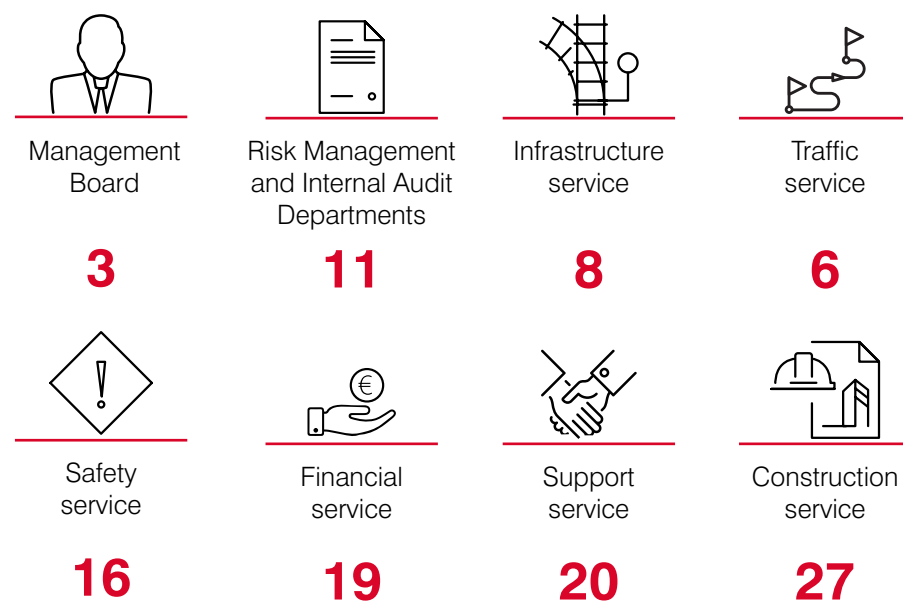 Management
Board
3
Risk Management
and Internal Audit
Departments
11
Infrastructure
service
8
Traffic
service
6
Safety
service
16
€
Financial
service
19
Support
service
20
Construction
service
27